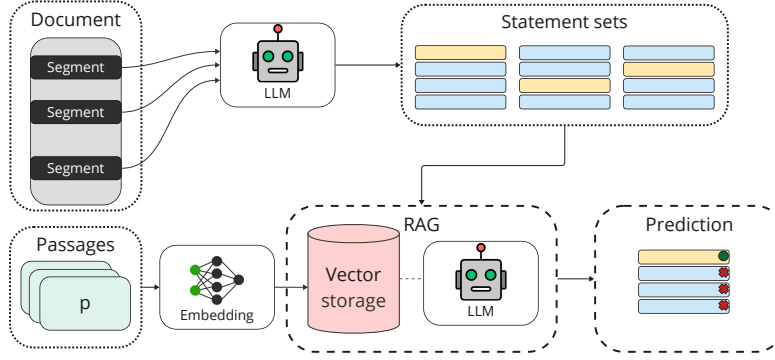 Document
Segment
Segment
Segment
LLM
Statement sets
Passages
p
Embedding
RAG
Vector
storage
LLM
Prediction